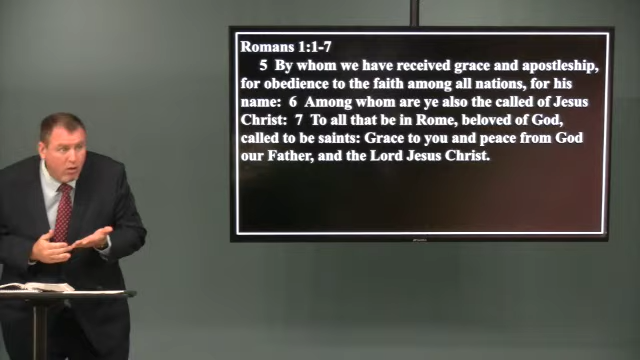 Romans 1:1-7
5 By whom we have received grace and apostleship,
for obedience to the faith among all nations, for his
name: 6 Among whom are ye also the called of Jesus
Christ: 7 To all that be in Rome, beloved of God,
called to be saints: Grace to you and peace from God
our Father, and the Lord Jesus Christ.